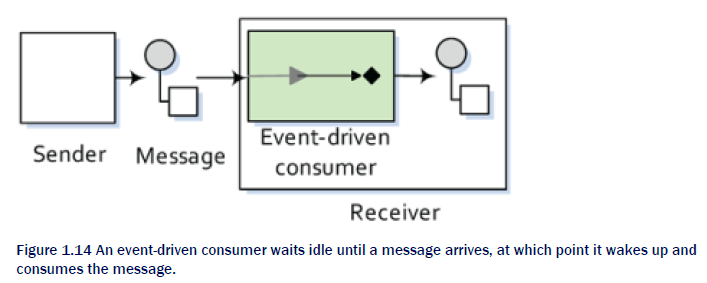 Sender
Message
Event-driven
consumer
Receiver
Figure 1.14 An event-driven consumer waits idle until a message arrives, at which point it wakes up and
consumes the message.